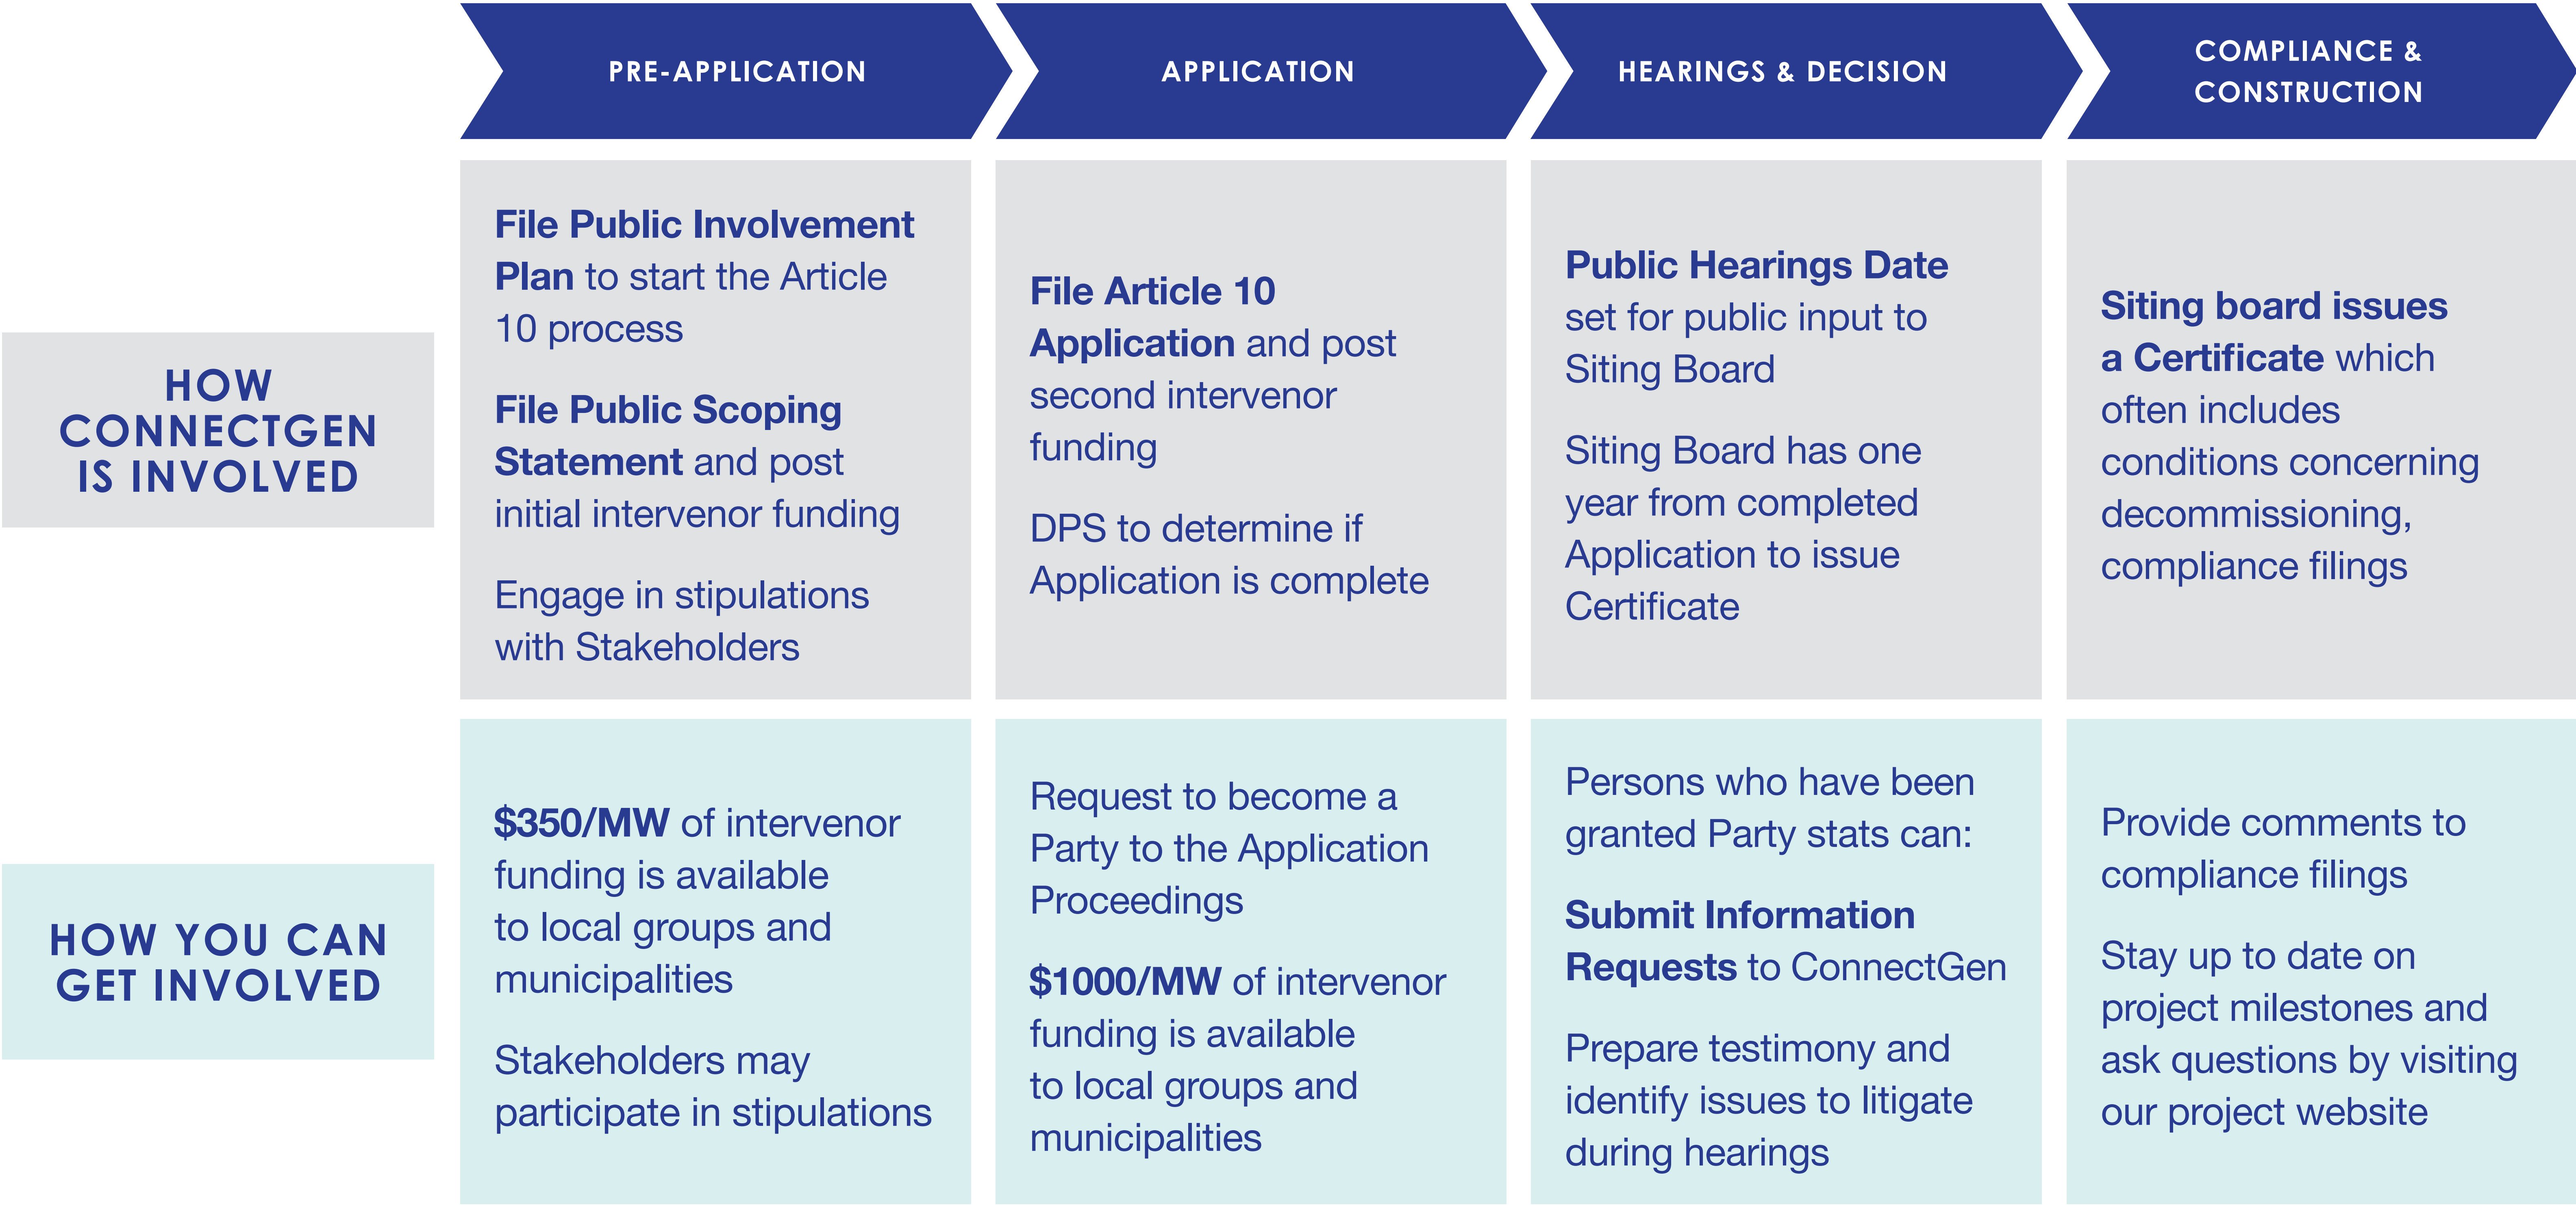 PRE-APPLICATION
APPLICATION
HEARINGS & DECISION
COMPLIANCE &
CONSTRUCTION
HOW
CONNECTGEN
IS INVOLVED
File Public Involvement
Plan to start the Article
10 process
File Public Scoping
Statement and post
initial intervenor funding
Engage in stipulations
with Stakeholders
File Article 10
Application and post
second intervenor
funding
DPS to determine if
Application is complete
Public Hearings Date
set for public input to
Siting Board
Siting Board has one
year from completed
Application to issue
Certificate
Siting board issues
a Certificate which
often includes
conditions concerning
decommissioning,
compliance filings
HOW YOU CAN
GET INVOLVED
$350/MW of intervenor
funding is available
to local groups and
municipalities
Stakeholders may
participate in stipulations
Request to become a
Party to the Application
Proceedings
$1000/MW of intervenor
funding is available
to local groups and
municipalities
Persons who have been
granted Party stats can:
Submit Information
Requests to ConnectGen
Prepare testimony and
identify issues to litigate
during hearings
Provide comments to
compliance filings
Stay up to date on
project milestones and
ask questions by visiting
our project website